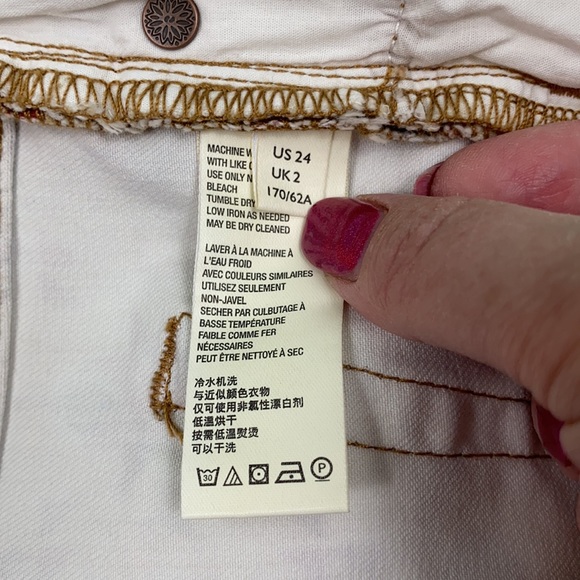 US 24
UK 2
170/62A
MACHINE
WITH LIKE
USE ONLY
BLEACH
TUMBLE
LOW IRON AS NEEDED
MAY BE DRY CLEANED
LAVER À LA MACHINE À
L'EAU FROID
AVEC COULEURS SIMILAIRES
UTILISEZ SEULEMENT
NON-JAVEL
SECHER PAR CULBUTAGE À
BASSE TEMPÉRATURE
FAIBLE COMME FER
NÉCESSAIRES
PEUT ÊTRE NETTOYÉ À SEC
冷水机洗
与近似颜色衣物
仅可使用非氯性漂白剂
低温烘干
按需低温熨烫
可以干洗
30 P